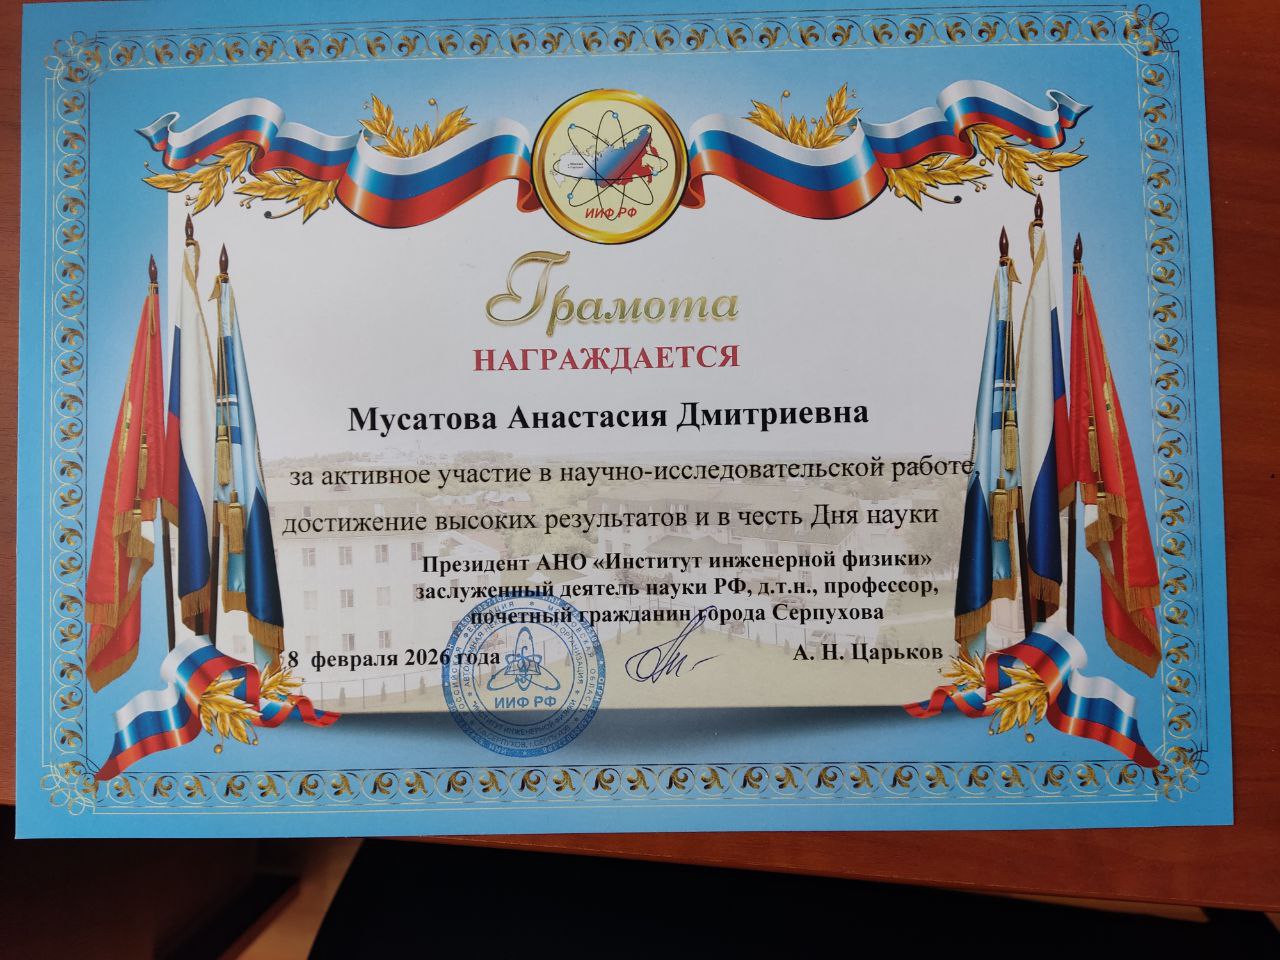 ИИФ РФ
Грамота
НАГРАЖДАЕТСЯ
Мусатова Анастасия Дмитриевна
за активное участие в научно-исследовательской работе,
достижение высоких результатов и в честь Дня науки
Президент АНО «Институт инженерной физики»
заслуженный деятель науки РФ, д.т.н., профессор,
почетный гражданин города Серпухова
8 февраля 2026 года
А. Н. Царьков
ИИФ РФ